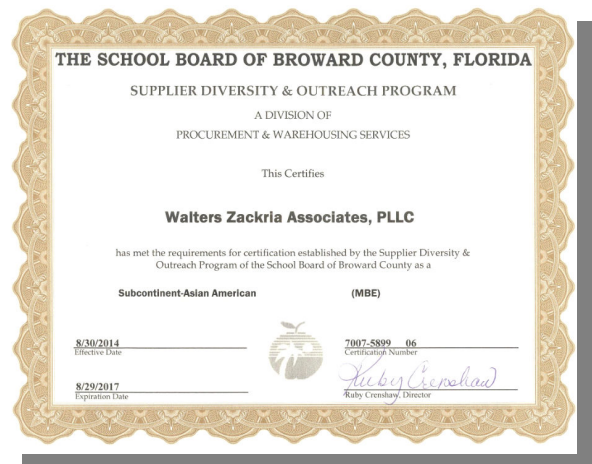 THE SCHOOL BOARD OF BROWARD COUNTY, FLORIDA
SUPPLIER DIVERSITY & OUTREACH PROGRAM
A DIVISION OF
PROCUREMENT & WAREHOUSING SERVICES
This Certifies
Walters Zackria Associates, PLLC
has met the requirements for certification established by the Supplier Diversity &
Outreach Program of the School Board of Broward County as a
Subcontinent-Asian American (MBE)
8/30/2014 7007-5899 06
Effective Date Certification Number
Ruby Crenshaw
8/29/2017
Expiration Date Ruby Crenshaw, Director